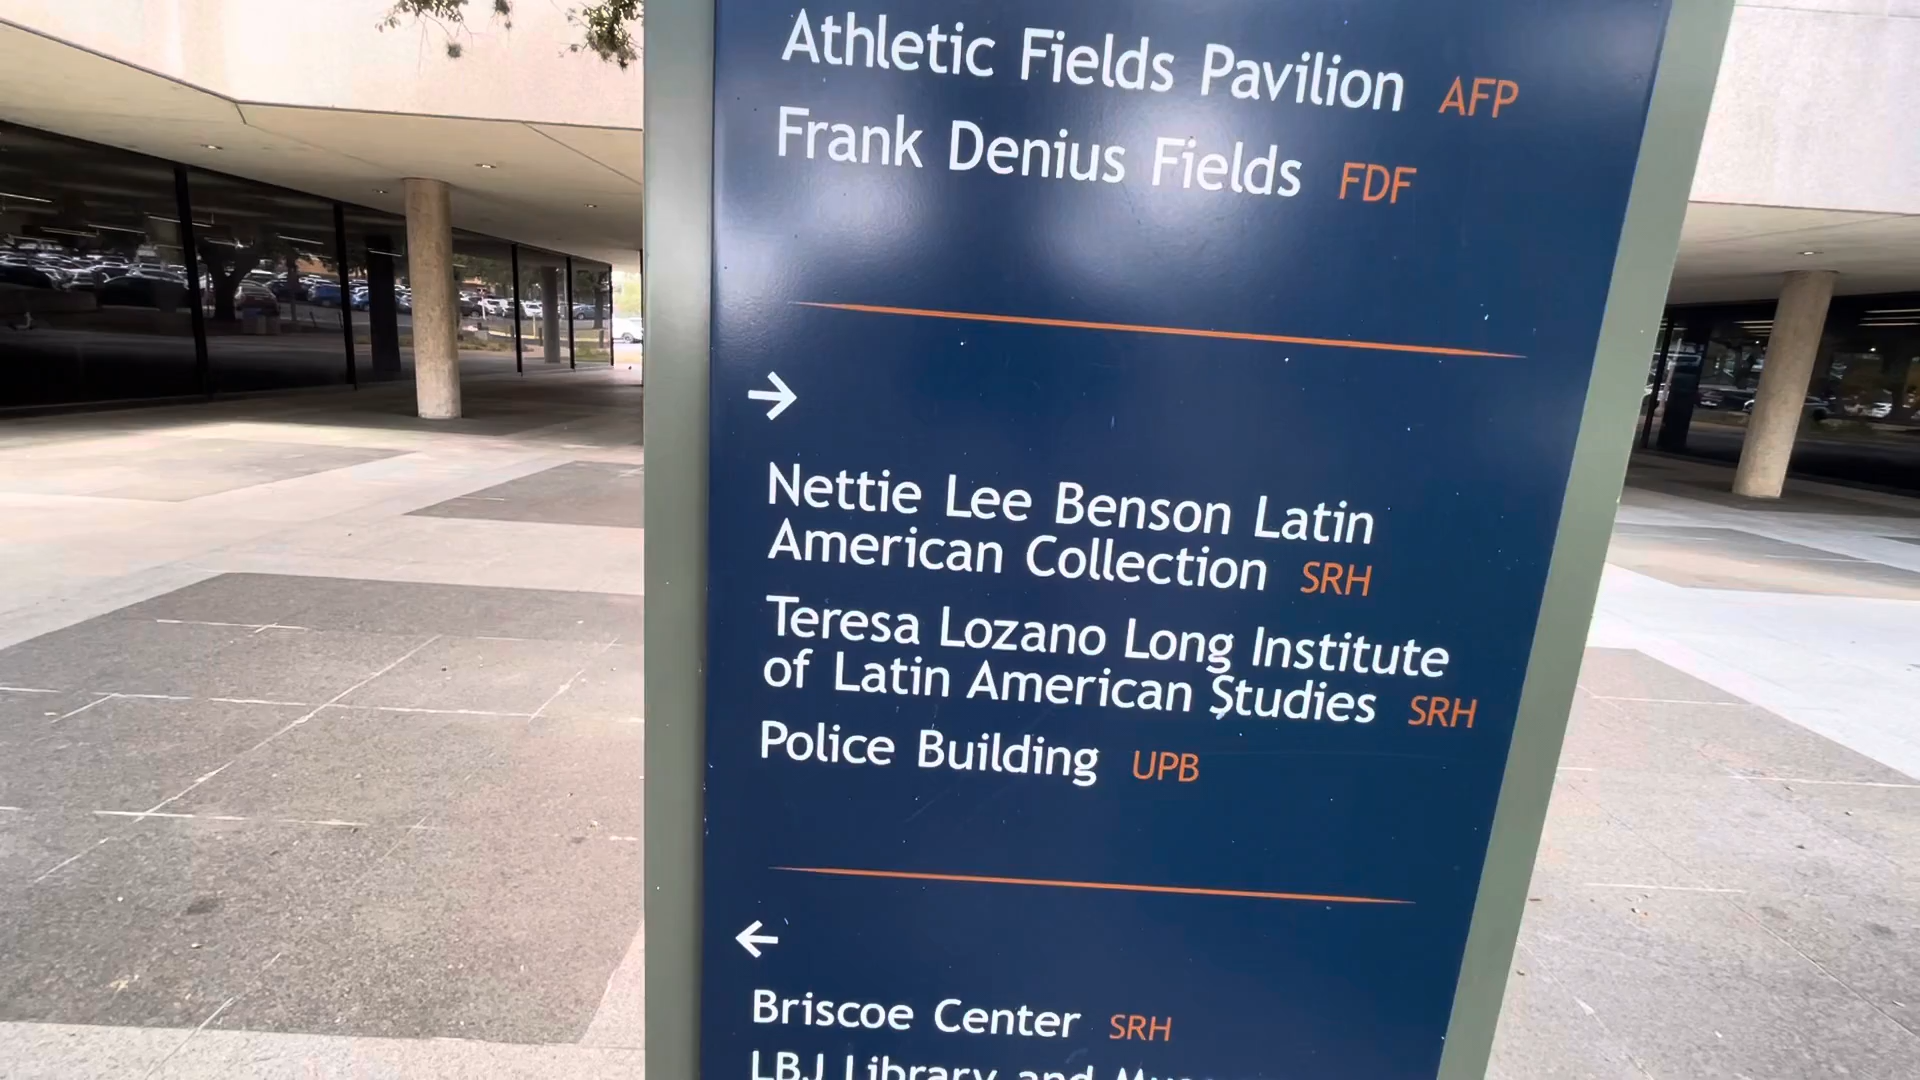 Athletic Fields Pavilion AFP
Frank Denius Fields FDF
→
Nettie Lee Benson Latin
American Collection SRH
Teresa Lozano Long Institute
of Latin American Studies SRH
Police Building UPB
←
Briscoe Center SRH
LBJ Library and